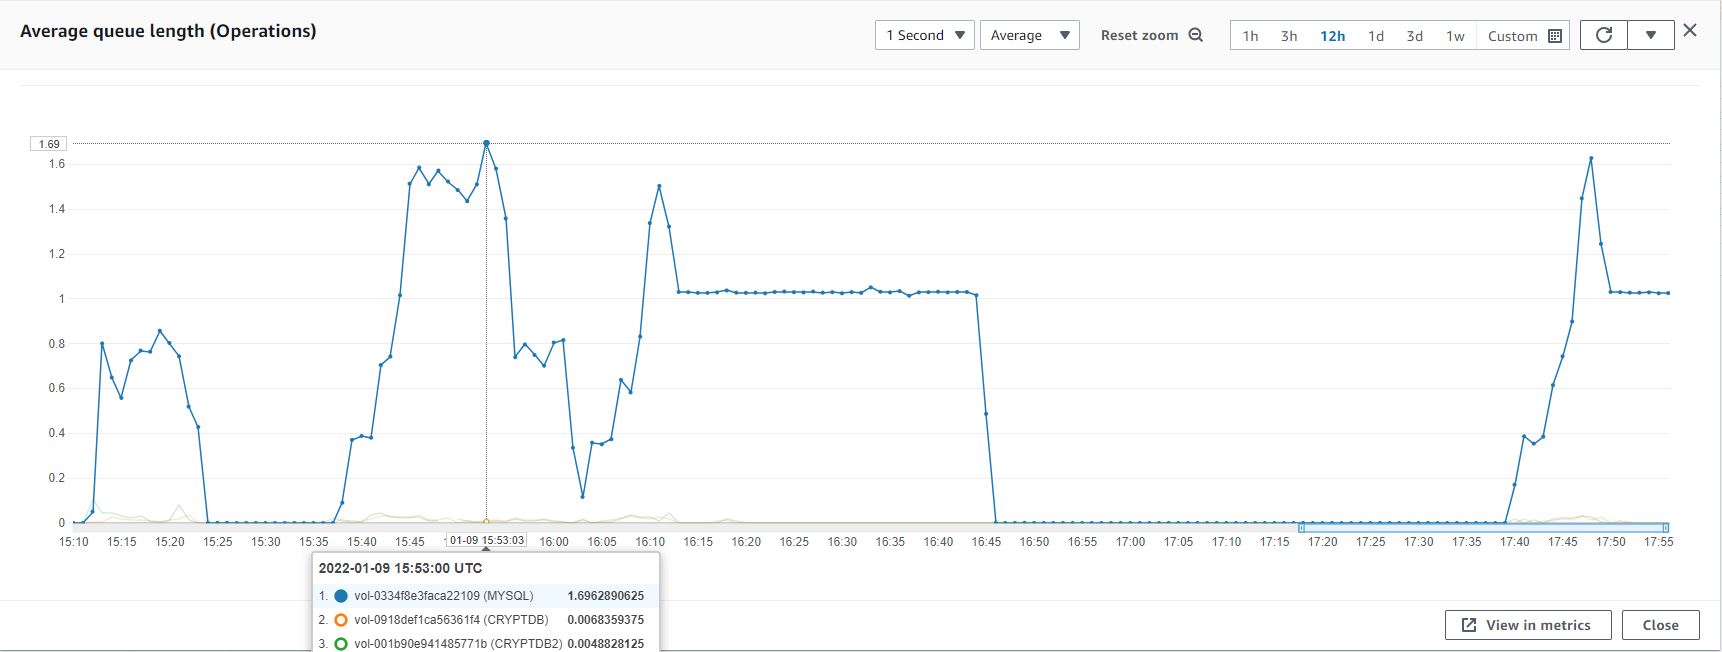 Average queue length (Operations)
1 Second
Average
Reset zoom
1h 3h 12h 1d 3d 1w Custom
1.69
1.6
1.4
1.2
1
0.8
0.6
0.4
0.2
0
15:10 15:15 15:20 15:25 15:30 15:35 15:40 15:45 01-09 15:53:03 16:00 16:05 16:10 16:15 16:20 16:25 16:30 16:35 16:40 16:45 16:50 16:55 17:00 17:05 17:10 17:15 17:20 17:25 17:30 17:35 17:40 17:45 17:50 17:55
2022-01-09 15:53:00 UTC
1. vol-0334f8e3faca22109 (MYSQL) 1.6962890625
2. vol-0918def1ca56361f4 (CRYPTDB) 0.0068359375
3. vol-001b90e941485771b (CRYPTDB2) 0.0048828125
View in metrics
Close